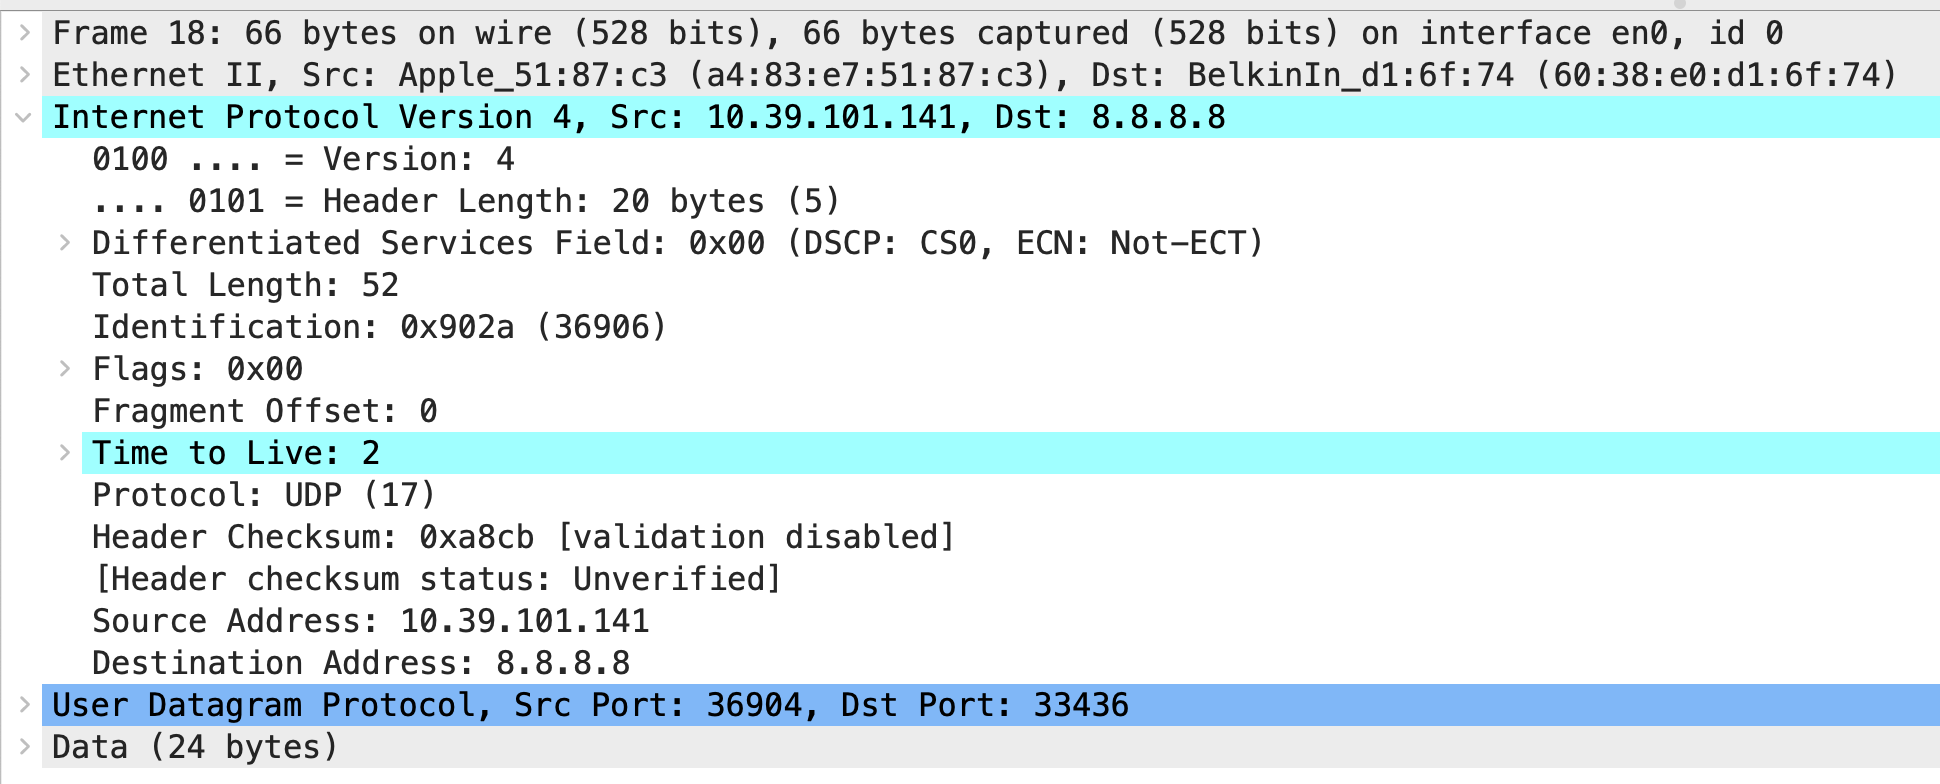 Frame 18: 66 bytes on wire (528 bits), 66 bytes captured (528 bits) on interface en0, id 0
Ethernet II, Src: Apple_51:87:c3 (a4:83:e7:51:87:c3), Dst: BelkinIn_d1:6f:74 (60:38:e0:d1:6f:74)
Internet Protocol Version 4, Src: 10.39.101.141, Dst: 8.8.8.8
0100 .... = Version: 4
.... 0101 = Header Length: 20 bytes (5)
Differentiated Services Field: 0x00 (DSCP: CS0, ECN: Not-ECT)
Total Length: 52
Identification: 0x902a (36906)
Flags: 0x00
Fragment Offset: 0
Time to Live: 2
Protocol: UDP (17)
Header Checksum: 0xa8cb [validation disabled]
[Header checksum status: Unverified]
Source Address: 10.39.101.141
Destination Address: 8.8.8.8
User Datagram Protocol, Src Port: 36904, Dst Port: 33436
Data (24 bytes)